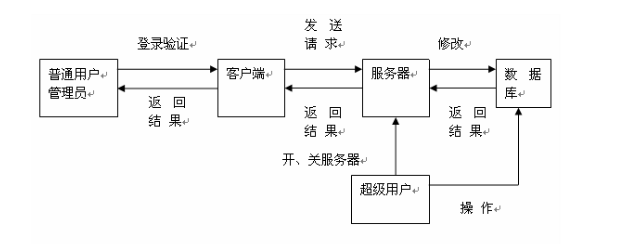 发 送
请 求
登录验证
修改
普通用户
管理员
客户端
服务器
数 据
库
返 回
结 果
返 回
结 果
返 回
结 果
开、关服务器
超级用户
操 作